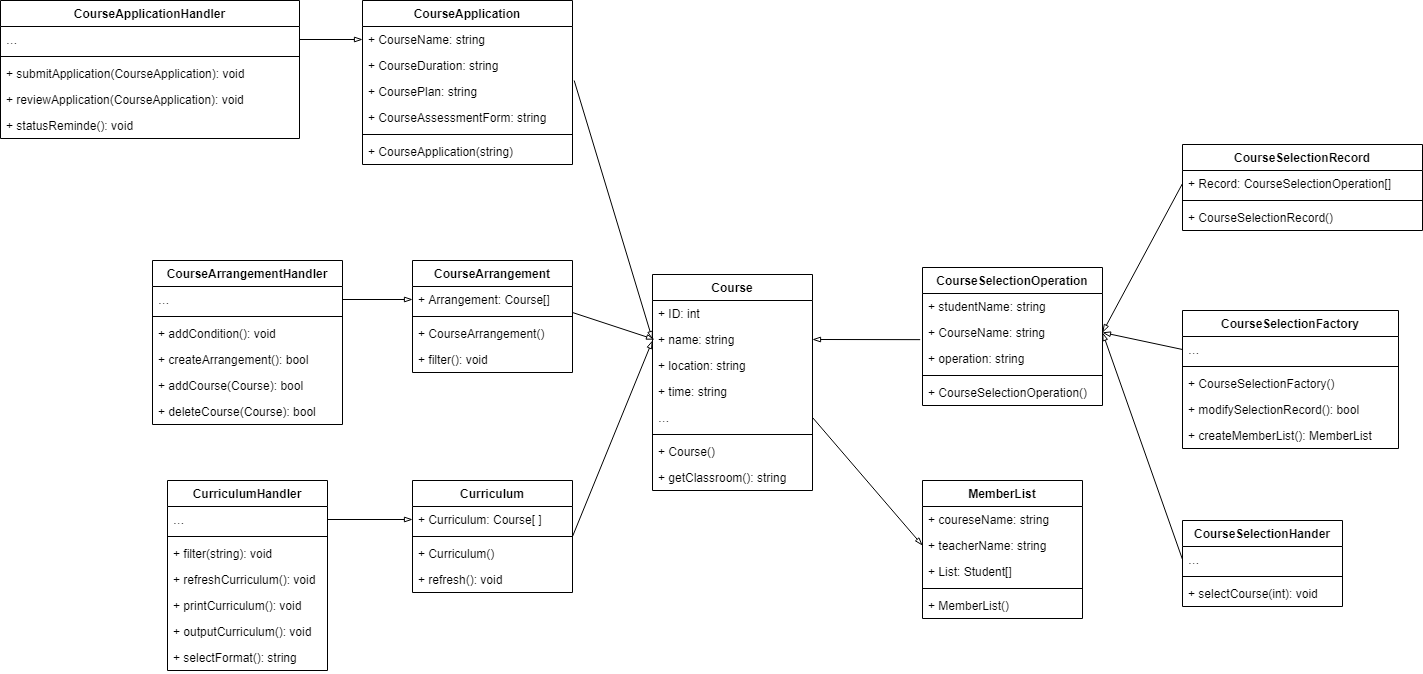 CourseApplicationHandler
...
+ submitApplication(CourseApplication): void
+ reviewApplication(CourseApplication): void
+ statusReminde(): void
CourseApplication
+ CourseName: string
+ CourseDuration: string
+ CoursePlan: string
+ CourseAssessmentForm: string
+ CourseApplication(string)
CourseArrangementHandler
...
+ addCondition(): void
+ createArrangement(): bool
+ addCourse(Course): bool
+ deleteCourse(Course): bool
CourseArrangement
+ Arrangement: Course[]
+ CourseArrangement()
+ filter(): void
CurriculumHandler
...
+ filter(string): void
+ refreshCurriculum(): void
+ printCurriculum(): void
+ outputCurriculum(): void
+ selectFormat(): string
Curriculum
+ Curriculum: Course[ ]
+ Curriculum()
+ refresh(): void
Course
+ ID: int
+ name: string
+ location: string
+ time: string
...
+ Course()
+ getClassroom(): string
CourseSelectionOperation
+ studentName: string
+ CourseName: string
+ operation: string
+ CourseSelectionOperation()
MemberList
+ coureseName: string
+ teacherName: string
+ List: Student[]
+ MemberList()
CourseSelectionRecord
+ Record: CourseSelectionOperation[]
+ CourseSelectionRecord()
CourseSelectionFactory
...
+ CourseSelectionFactory()
+ modifySelectionRecord(): bool
+ createMemberList(): MemberList
CourseSelectionHander
...
+ selectCourse(int): void